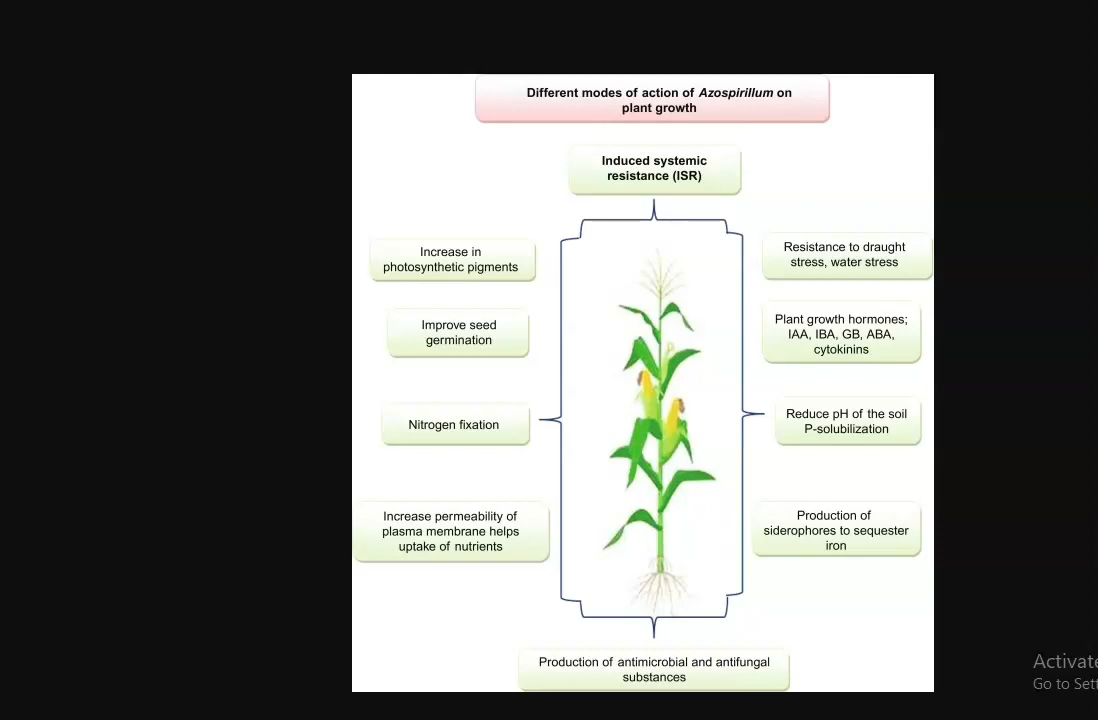 Different modes of action of Azospirillum on
plant growth
Induced systemic
resistance (ISR)
Increase in
photosynthetic pigments
Improve seed
germination
Nitrogen fixation
Increase permeability of
plasma membrane helps
uptake of nutrients
Resistance to draught
stress, water stress
Plant growth hormones;
IAA, IBA, GB, ABA,
cytokinins
Reduce pH of the soil
P-solubilization
Production of
siderophores to sequester
iron
Production of antimicrobial and antifungal
substances
Activate
Go to Sett